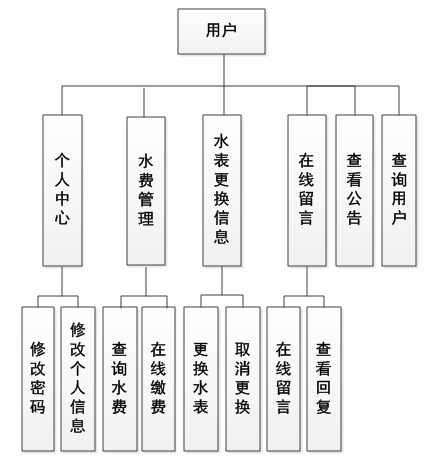 用户
个人中心
水费管理
水表更换信息
在线留言
查看公告
查询用户
修改密码
修改个人信息
查询水费
在线缴费
更换水表
取消更换
在线留言
查看回复